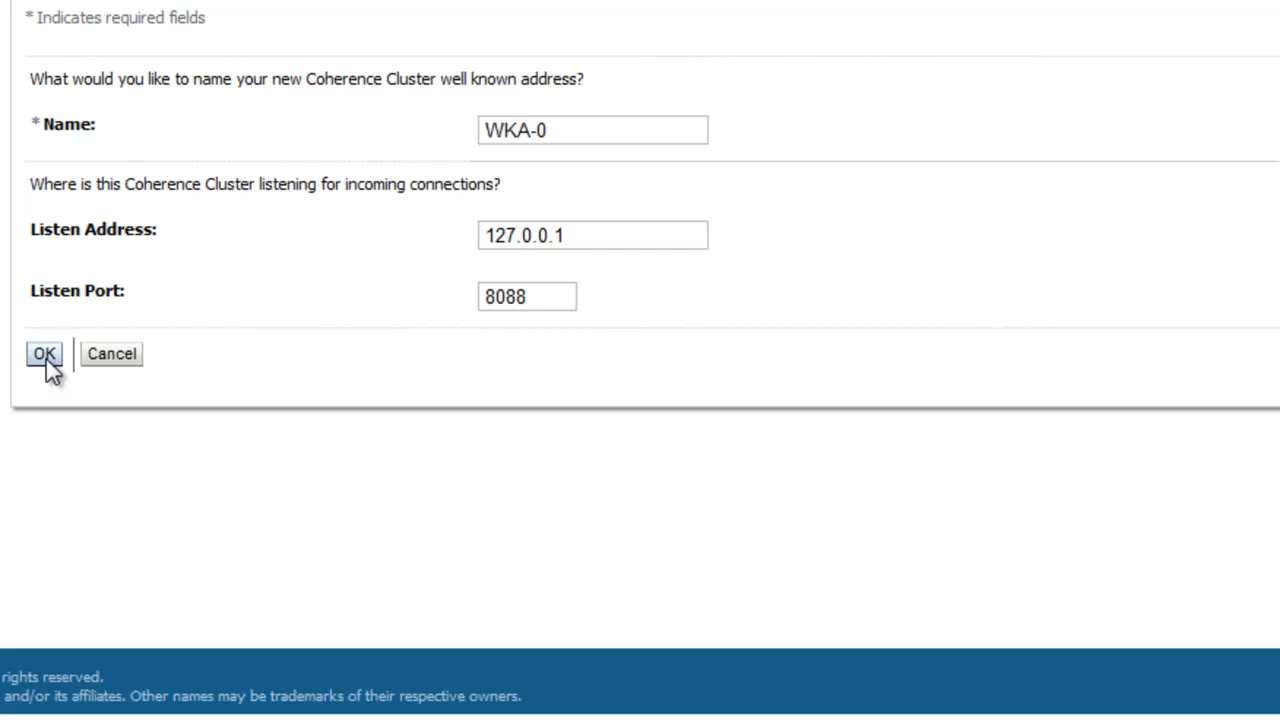 * Indicates required fields
What would you like to name your new Coherence Cluster well known address?
* Name:
WKA-0
Where is this Coherence Cluster listening for incoming connections?
Listen Address:
127.0.0.1
Listen Port:
8088
OK
Cancel
rights reserved.
and/or its affiliates. Other names may be trademarks of their respective owners.